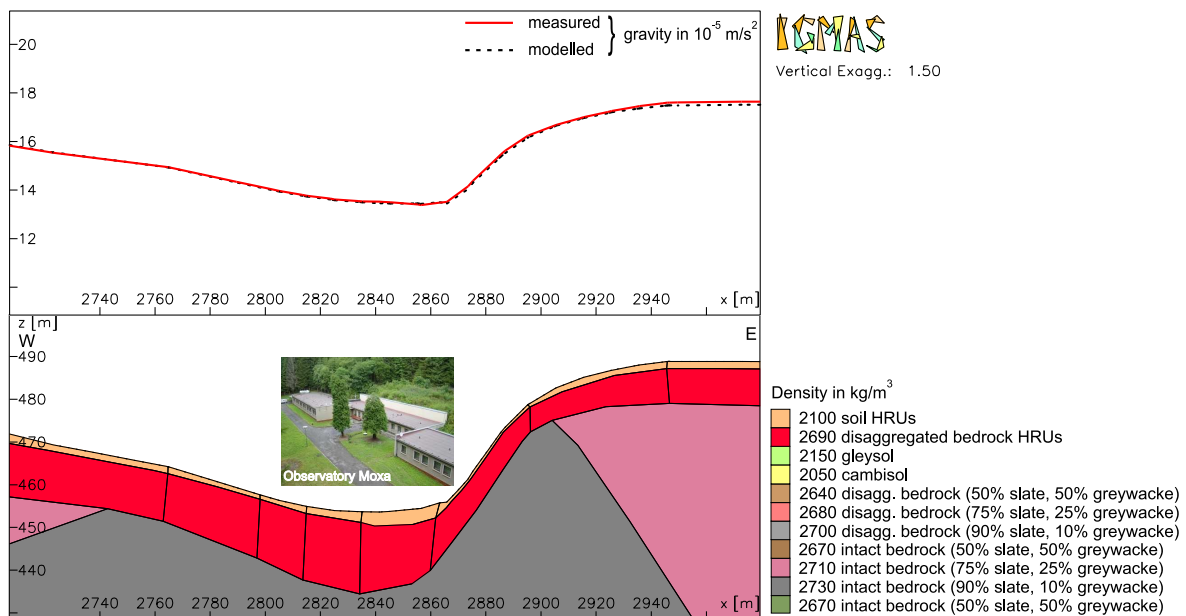 measured
modelled
gravity in 10⁻⁵ m/s²
IGMAS
Vertical Exagg.: 1.50
20
18
16
14
12
2740 2760 2780 2800 2820 2840 2860 2880 2900 2920 2940 x [m]
z [m]
W
E
490
480
470
460
450
440
Observatory Moxa
2740 2760 2780 2800 2820 2840 2860 2880 2900 2920 2940 x [m]
Density in kg/m³
2100 soil HRUs
2690 disaggregated bedrock HRUs
2150 gleysol
2050 cambisol
2640 disagg. bedrock (50% slate, 50% greywacke)
2680 disagg. bedrock (75% slate, 25% greywacke)
2700 disagg. bedrock (90% slate, 10% greywacke)
2670 intact bedrock (50% slate, 50% greywacke)
2710 intact bedrock (75% slate, 25% greywacke)
2730 intact bedrock (90% slate, 10% greywacke)
2670 intact bedrock (50% slate, 50% greywacke)